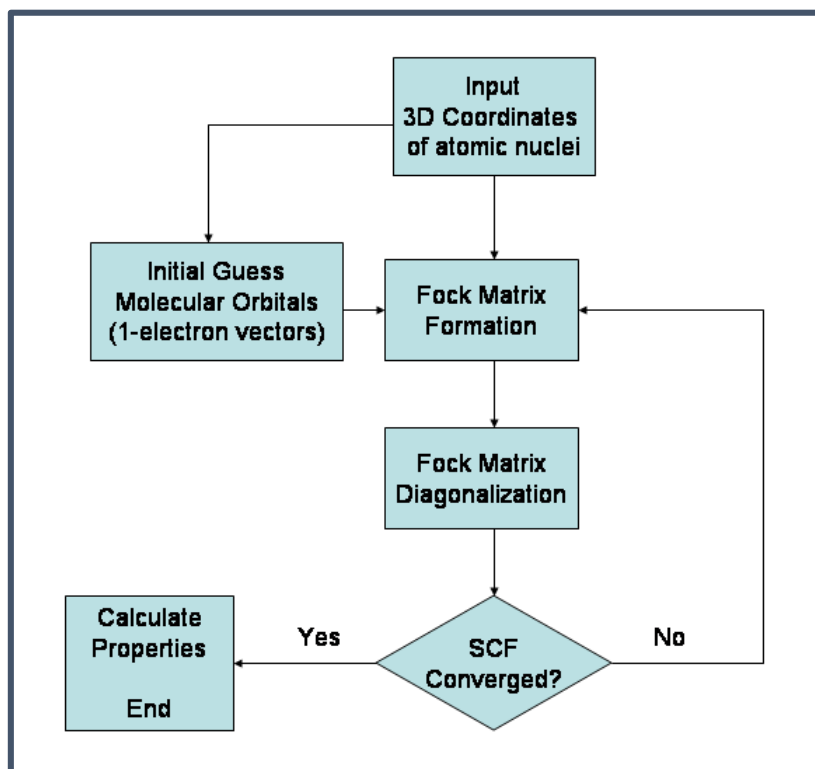 Input
3D Coordinates
of atomic nuclei
Initial Guess
Molecular Orbitals
(1-electron vectors)
Fock Matrix
Formation
Fock Matrix
Diagonalization
SCF
Converged?
Yes
No
Calculate
Properties
End